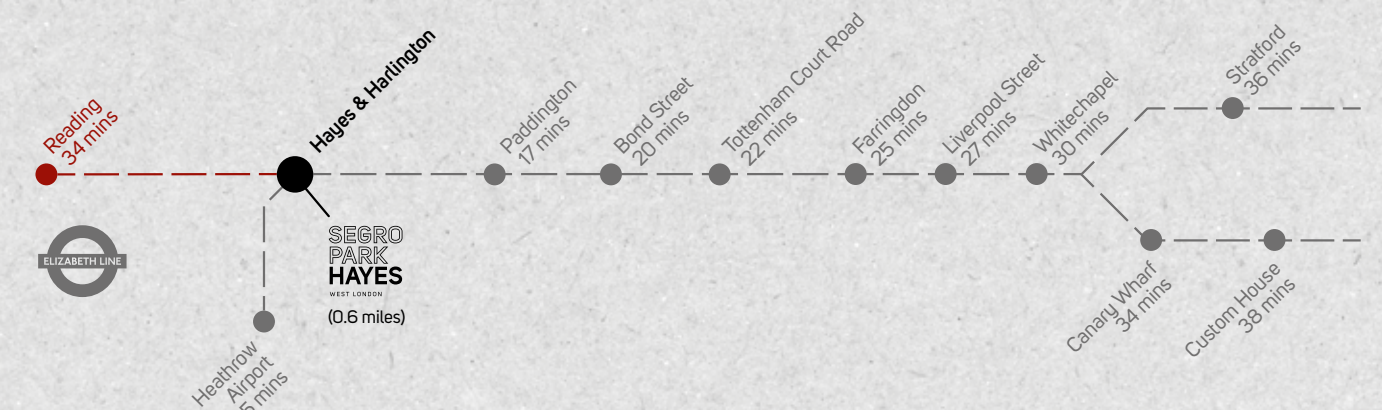 Reading
34 mins
Hayes & Harlington
Paddington
17 mins
Bond Street
20 mins
Tottenham Court Road
22 mins
Farringdon
25 mins
Liverpool Street
27 mins
Whitechapel
30 mins
Stratford
36 mins
ELIZABETH LINE
SEGRO
PARK
HAYES
WEST LONDON
(0.6 miles)
Heathrow
Airport
mins
Canary Wharf
34 mins
Custom House
38 mins